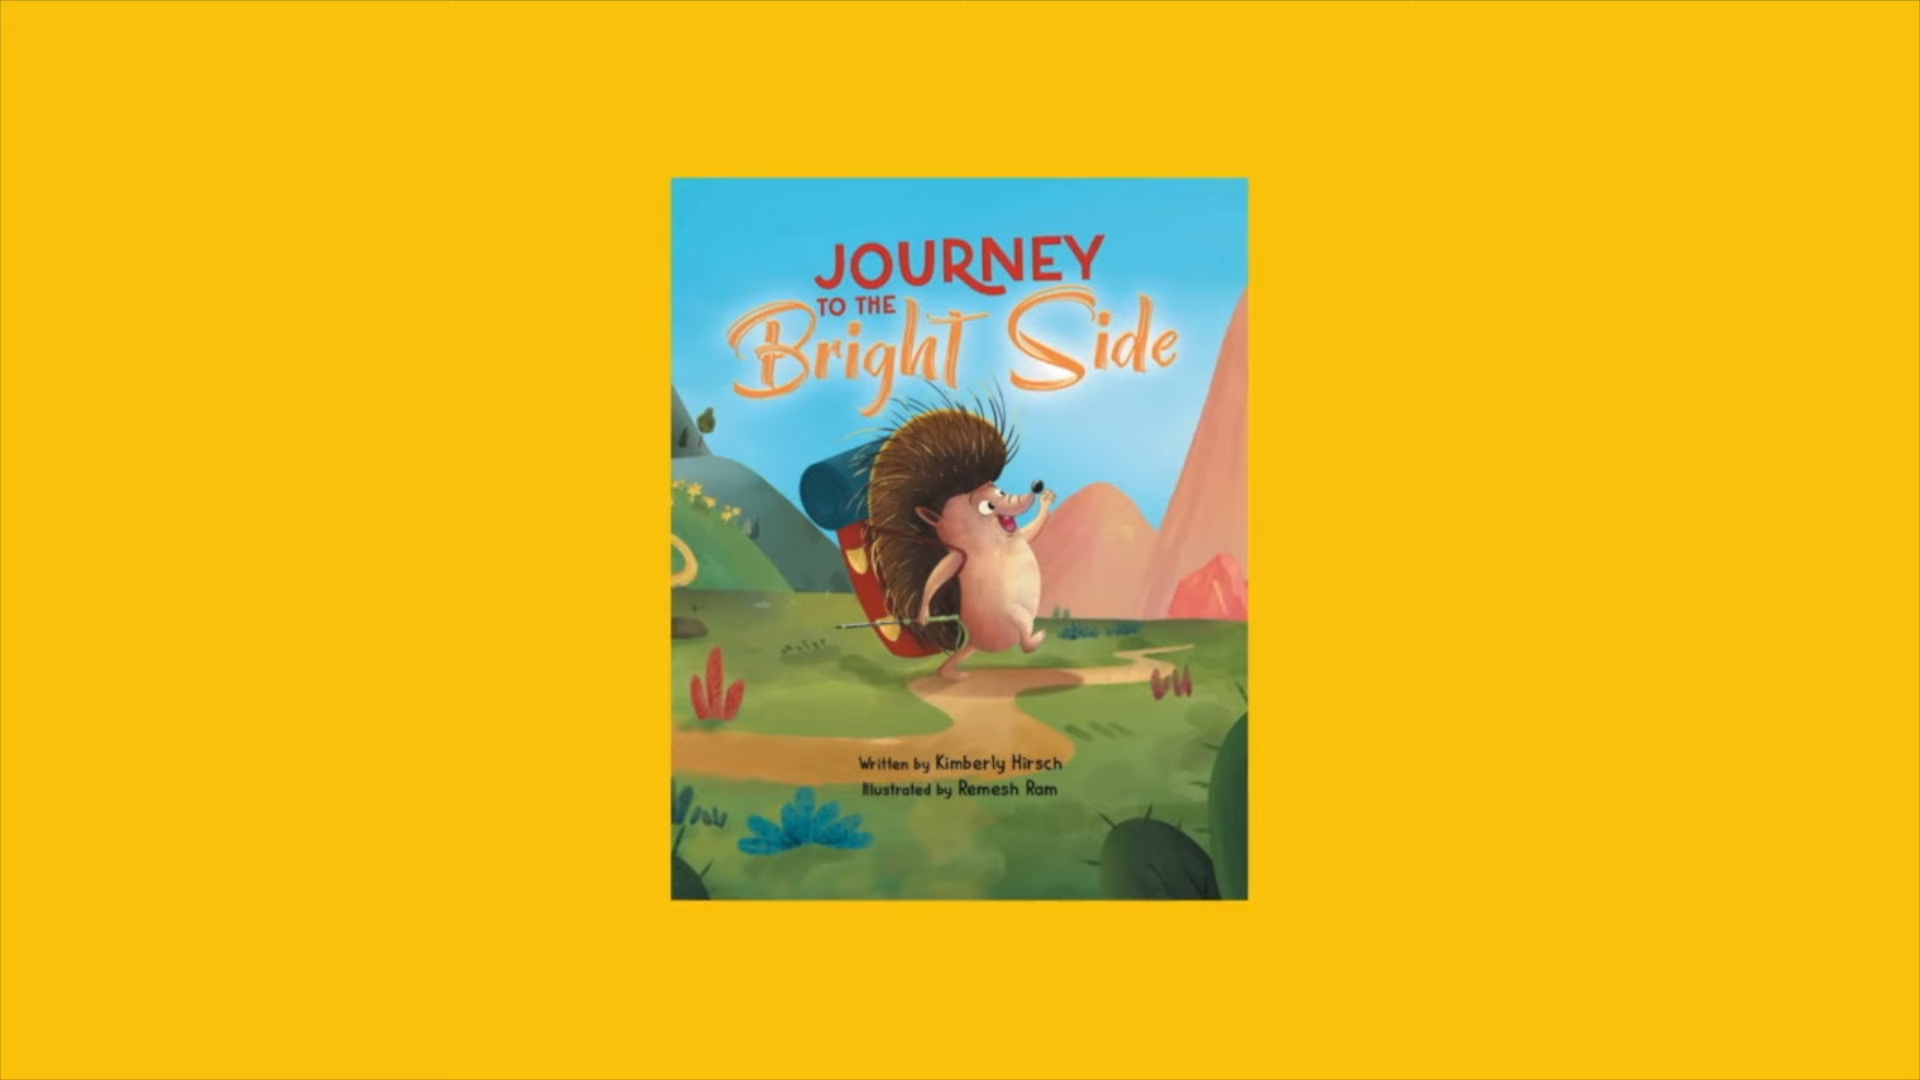 JOURNEY
TO THE
Bright Side
Written by Kimberly Hirsch
Illustrated by Remesh Ram